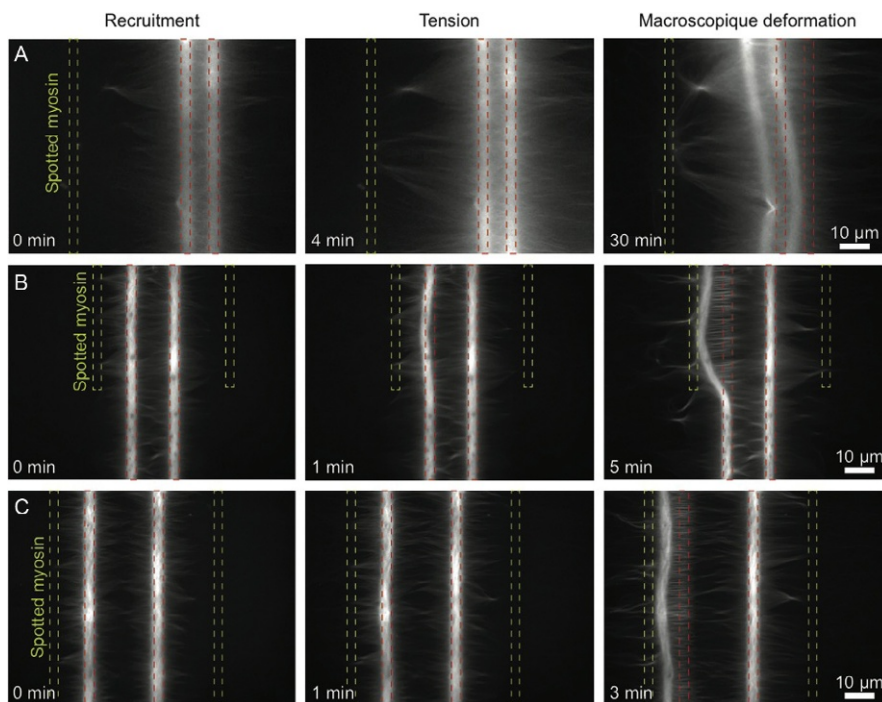 Recruitment
Tension
Macroscopique deformation
A
Spotted myosin
0 min
4 min
30 min
10 µm
B
Spotted myosin
0 min
1 min
5 min
10 µm
C
Spotted myosin
0 min
1 min
3 min
10 µm